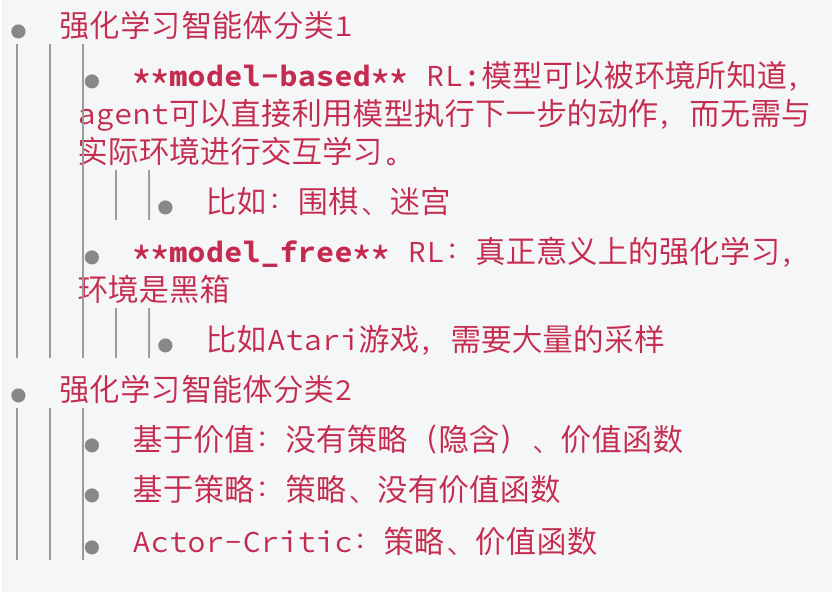 强化学习智能体分类1
**model-based** RL:模型可以被环境所知道，
agent可以直接利用模型执行下一步的动作，而无需与
实际环境进行交互学习。
比如：围棋、迷宫
**model_free** RL：真正意义上的强化学习，
环境是黑箱
比如Atari游戏，需要大量的采样
强化学习智能体分类2
基于价值：没有策略（隐含）、价值函数
基于策略：策略、没有价值函数
Actor-Critic：策略、价值函数